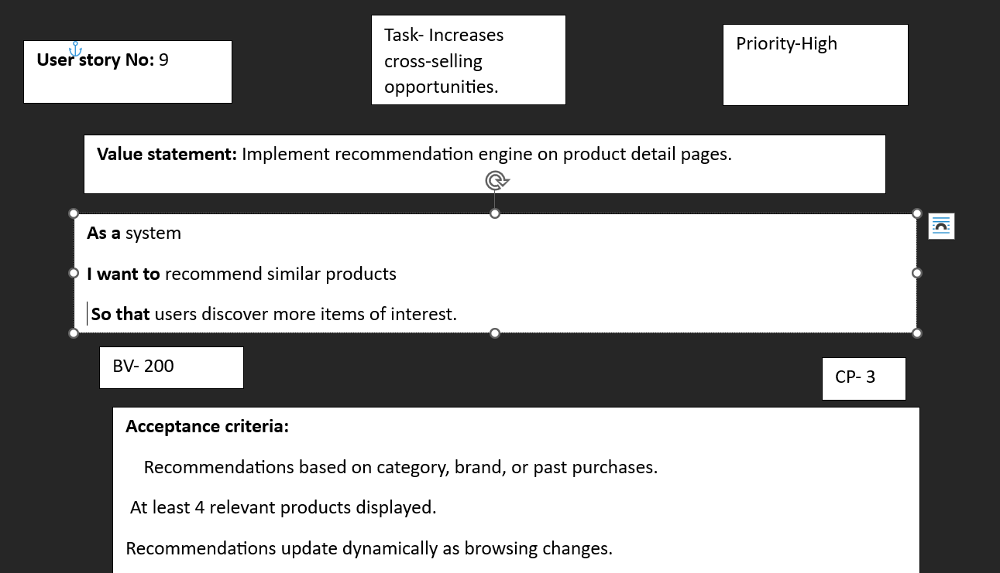 User story No: 9
Task- Increases
cross-selling
opportunities.
Priority-High
Value statement: Implement recommendation engine on product detail pages.
As a system
I want to recommend similar products
So that users discover more items of interest.
BV- 200
CP- 3
Acceptance criteria:
Recommendations based on category, brand, or past purchases.
At least 4 relevant products displayed.
Recommendations update dynamically as browsing changes.